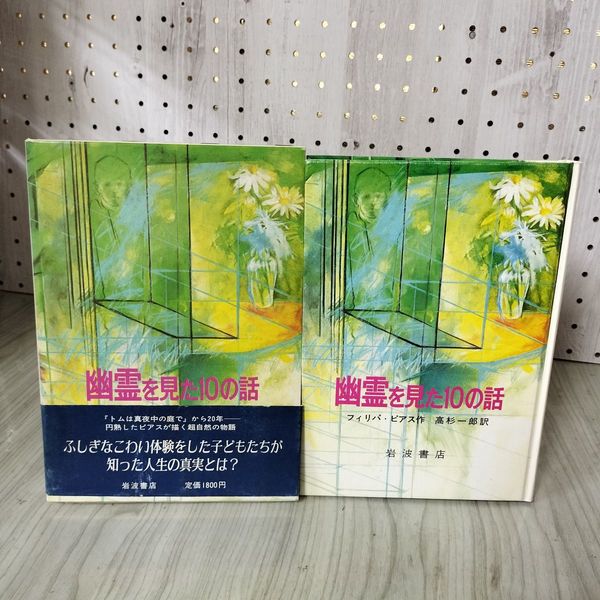 幽霊を見た10の話
『トムは真夜中の庭で』から20年──
円熟したピアスが描く超自然の物語
ふしぎなこわい体験をした子どもたちが
知った人生の真実とは？
岩波書店 定価1800円
幽霊を見た10の話
フィリパ・ピアス作 高杉一郎訳
岩波書店